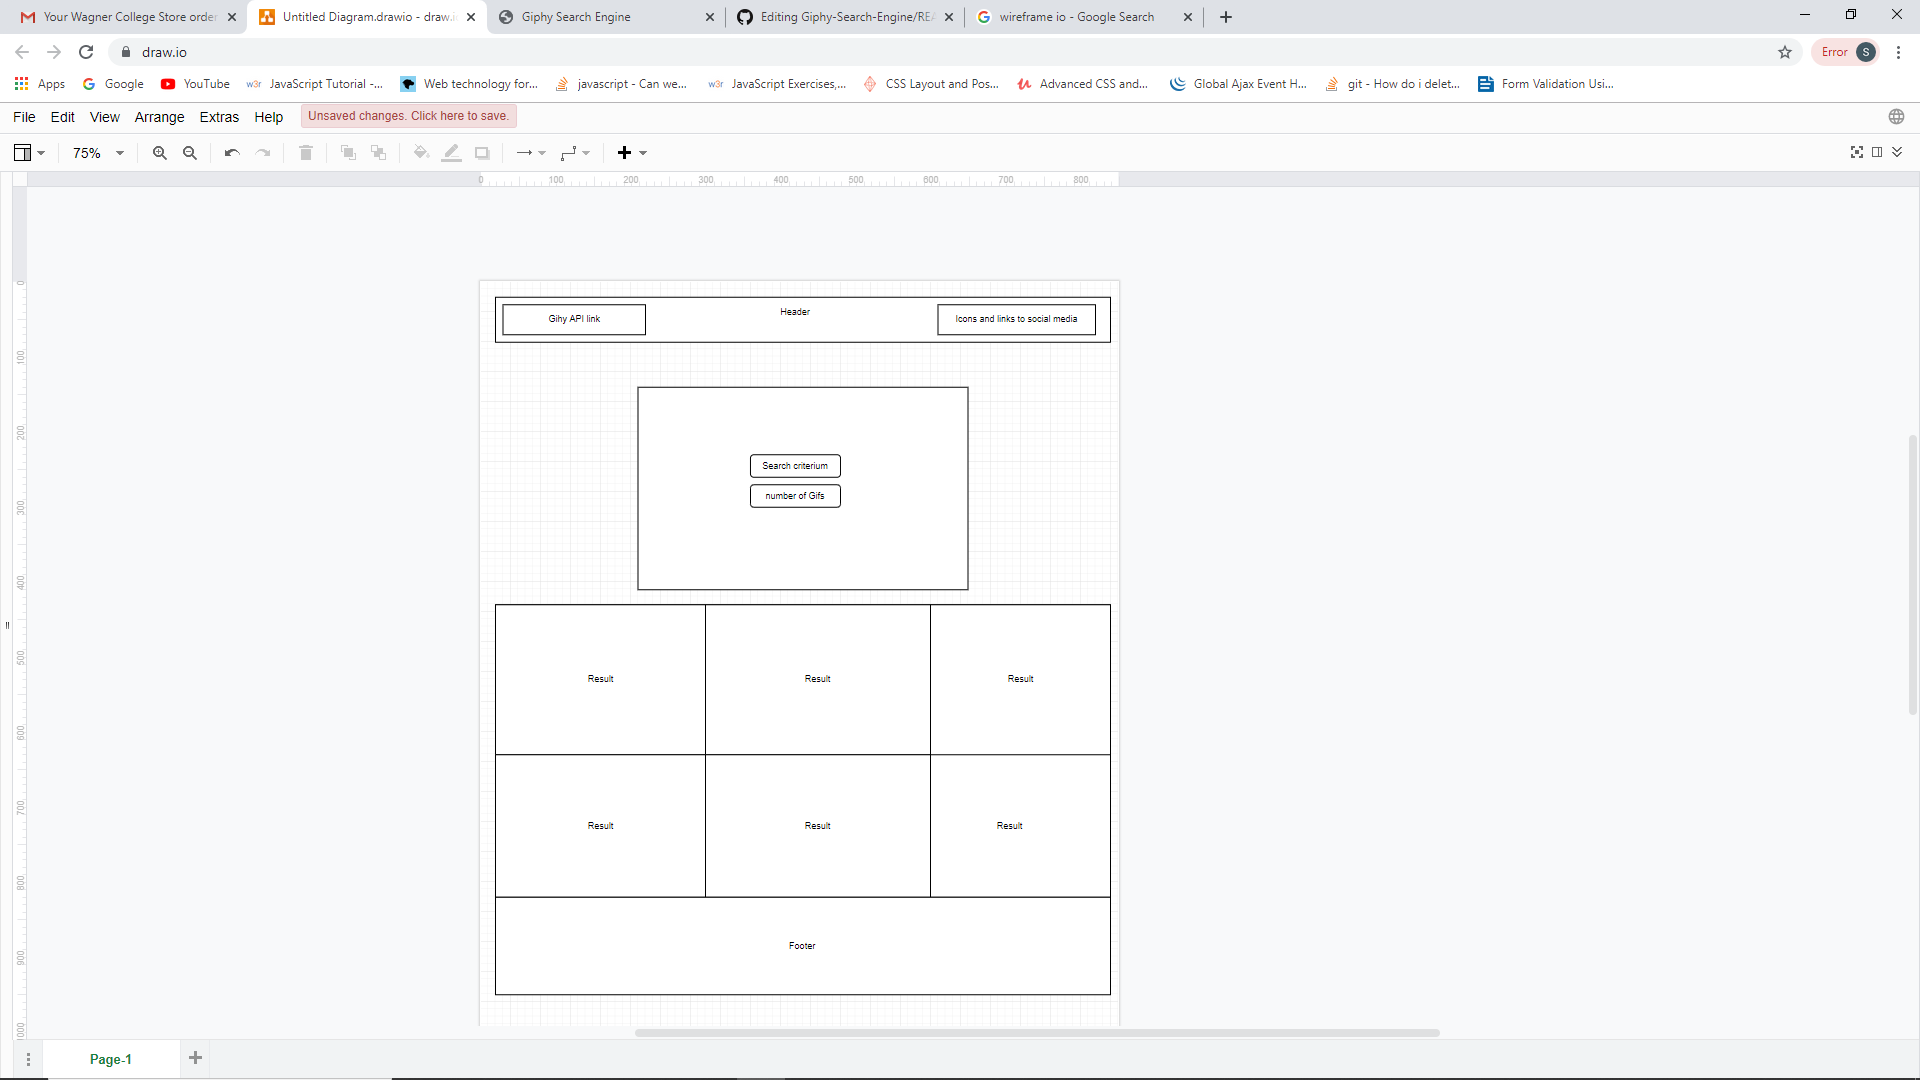 Your Wagner College Store order
Untitled Diagram.drawio - draw.i
Giphy Search Engine
Editing Giphy-Search-Engine/REA
wireframe io - Google Search
draw.io
Error
S
Apps
Google
YouTube
w3r
JavaScript Tutorial -...
Web technology for...
javascript - Can we...
w3r
JavaScript Exercises,...
CSS Layout and Pos...
Advanced CSS and...
Global Ajax Event H...
git - How do i delet...
Form Validation Usi...
File Edit View Arrange Extras Help
Unsaved changes. Click here to save.
75%
0 100 200 300 400 500 600 700 800
0
100
200
300
400
500
600
700
800
900
000
Gihy API link
Header
Icons and links to social media
Search criterium
number of Gifs
Result
Result
Result
Result
Result
Result
Footer
Page-1